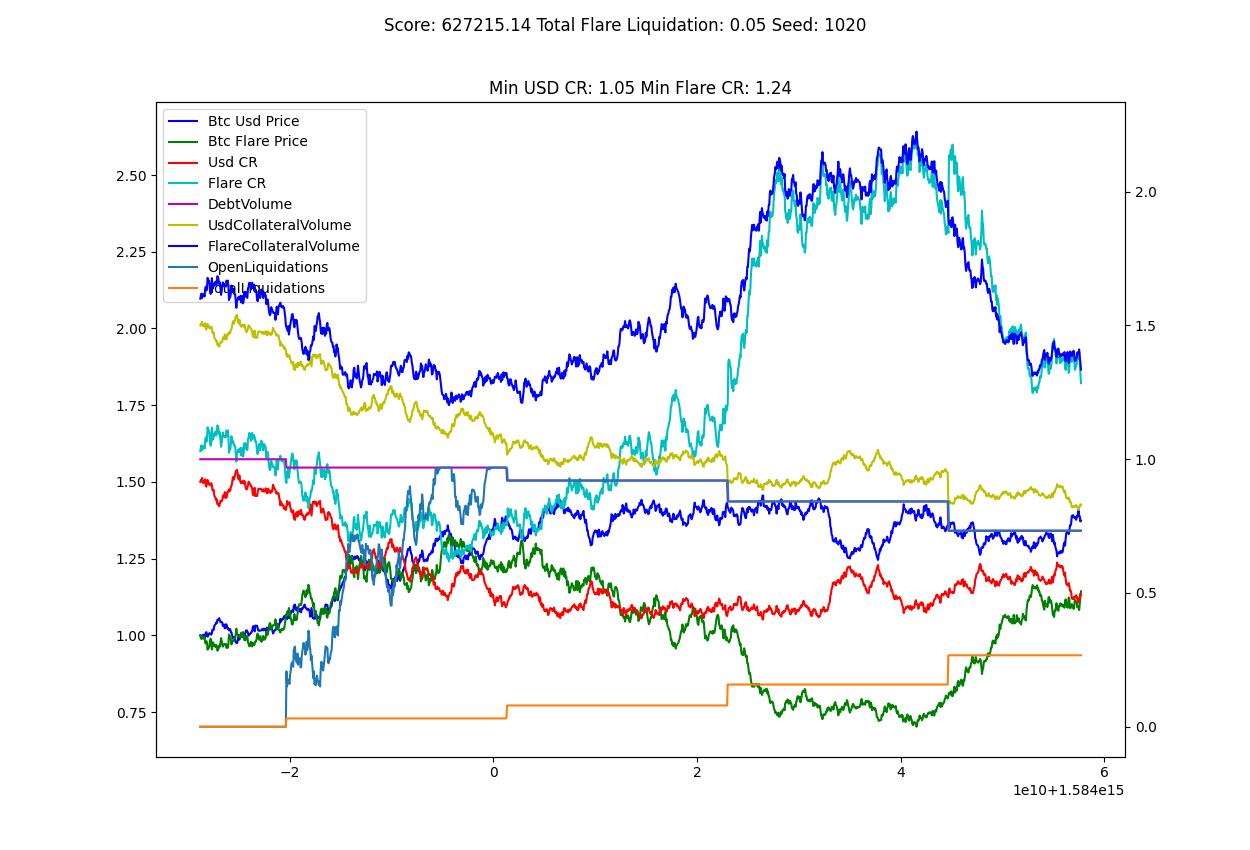 Score: 627215.14 Total Flare Liquidation: 0.05 Seed: 1020
Min USD CR: 1.05 Min Flare CR: 1.24
Btc Usd Price
Btc Flare Price
Usd CR
Flare CR
DebtVolume
UsdCollateralVolume
FlareCollateralVolume
OpenLiquidations
TotalLiquidations
2.50
2.25
2.00
1.75
1.50
1.25
1.00
0.75
2.0
1.5
1.0
0.5
0.0
−2 0 2 4 6
1e10+1.584e15